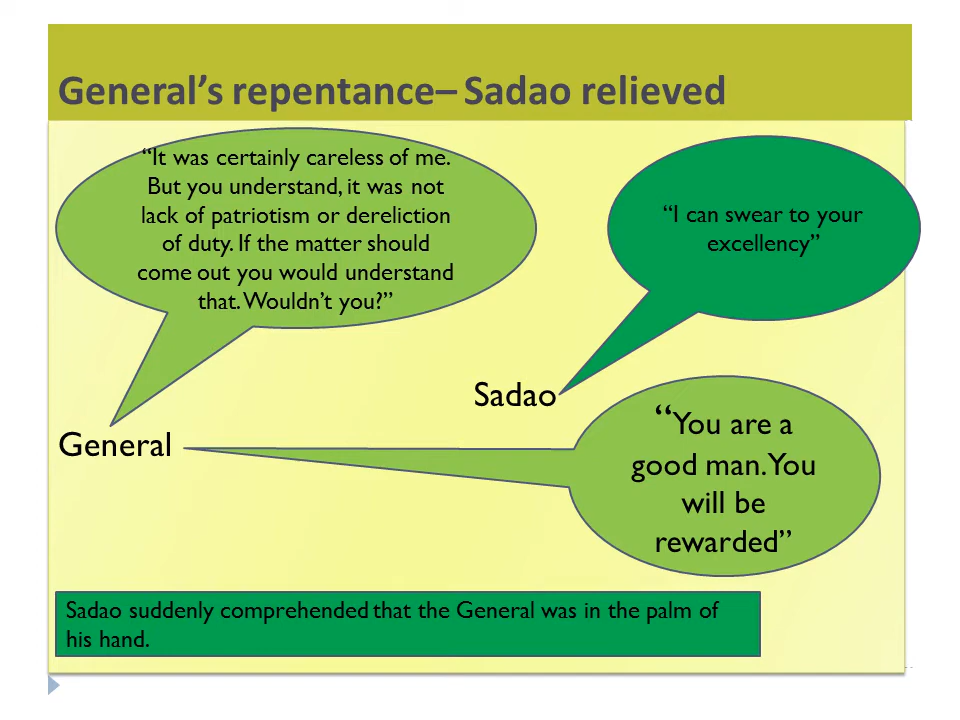 General’s repentance– Sadao relieved
“It was certainly careless of me.
But you understand, it was not
lack of patriotism or dereliction
of duty. If the matter should
come out you would understand
that. Wouldn’t you?”
“I can swear to your
excellency”
Sadao
General
“You are a
good man. You
will be
rewarded”
Sadao suddenly comprehended that the General was in the palm of
his hand.